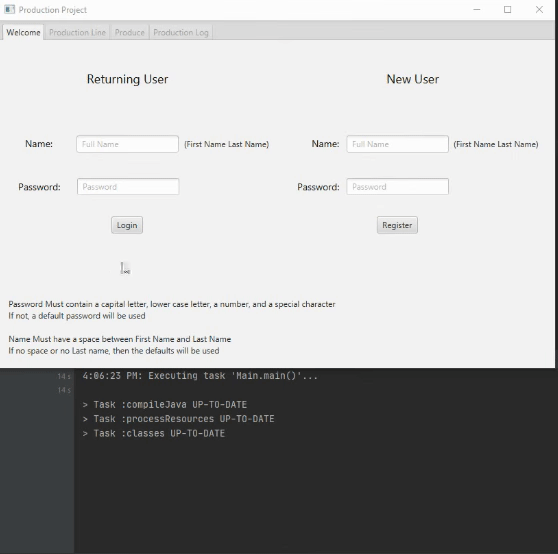 Production Project
Welcome Production Line Produce Production Log
Returning User New User
Name: Full Name (First Name Last Name) Name: Full Name (First Name Last Name)
Password: Password Password: Password
Login Register
Password Must contain a capital letter, lower case letter, a number, and a special character
If not, a default password will be used
Name Must have a space between First Name and Last Name
If no space or no Last name, then the defaults will be used
14s 4:06:23 PM: Executing task 'Main.main()'...
14s
> Task :compileJava UP-TO-DATE
> Task :processResources UP-TO-DATE
> Task :classes UP-TO-DATE